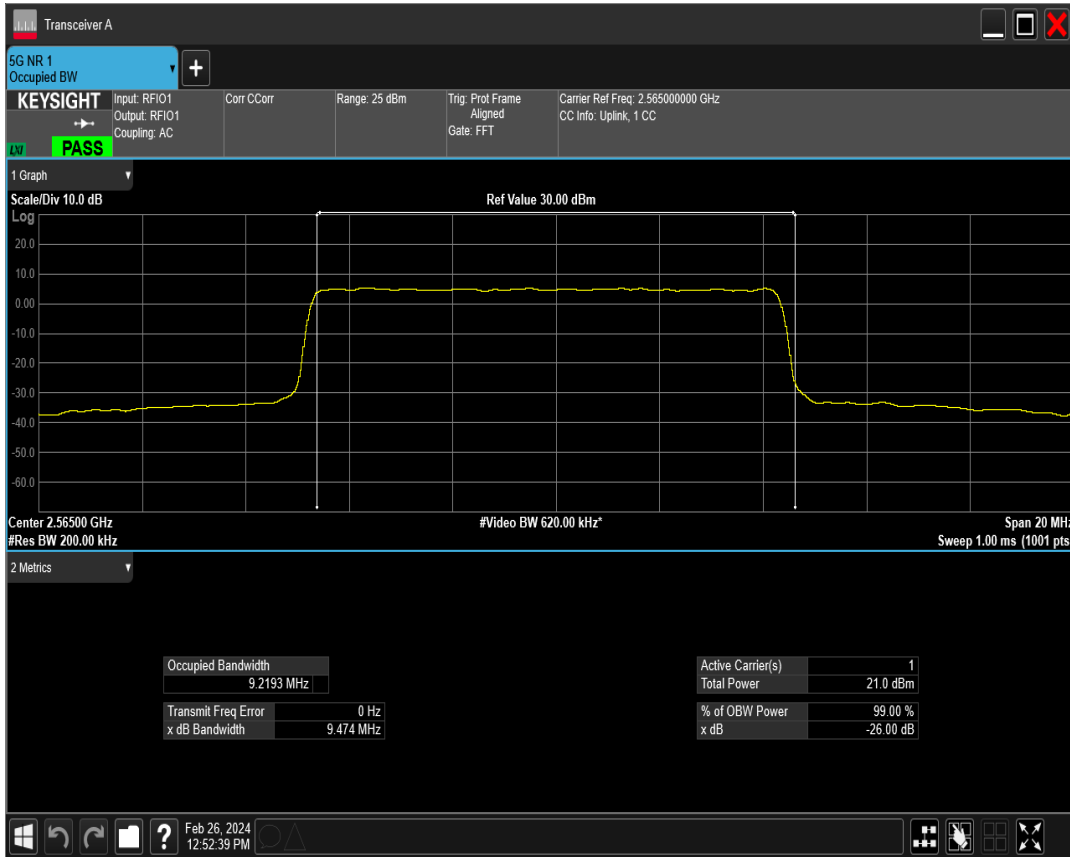 Transceiver A
5G NR 1
Occupied BW
+
KEYSIGHT
LXI
PASS
Input: RFIO1
Output: RFIO1
Coupling: AC
Corr CCorr
Range: 25 dBm
Trig: Prot Frame
Aligned
Gate: FFT
Carrier Ref Freq: 2.565000000 GHz
CC Info: Uplink, 1 CC
1 Graph
Scale/Div 10.0 dB
Ref Value 30.00 dBm
Log
20.0
10.0
0.00
-10.0
-20.0
-30.0
-40.0
-50.0
-60.0
Center 2.56500 GHz
#Video BW 620.00 kHz*
Span 20 MHz
#Res BW 200.00 kHz
Sweep 1.00 ms (1001 pts
2 Metrics
Occupied Bandwidth
9.2193 MHz
Transmit Freq Error 0 Hz
x dB Bandwidth 9.474 MHz
Active Carrier(s) 1
Total Power 21.0 dBm
% of OBW Power 99.00 %
x dB -26.00 dB
?
Feb 26, 2024
12:52:39 PM